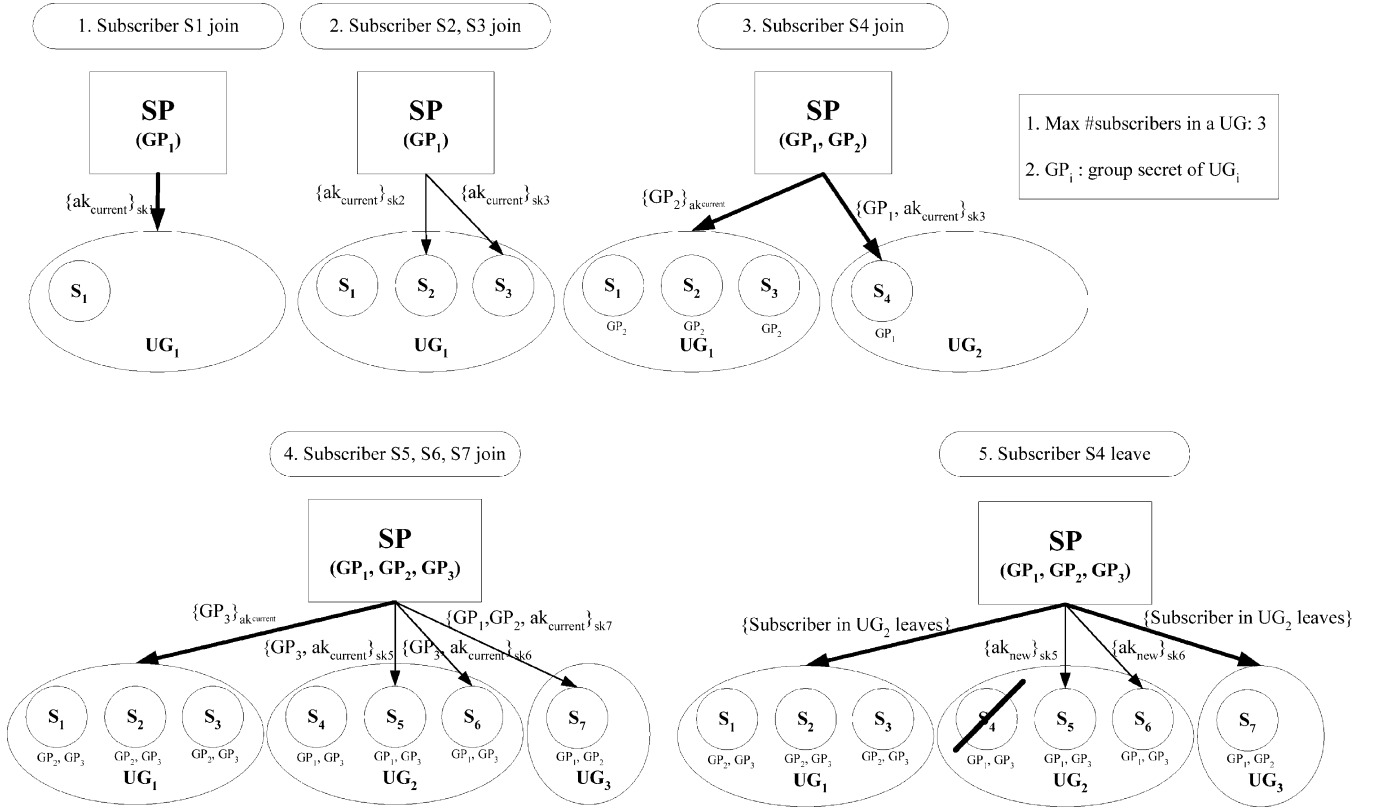 1. Subscriber S1 join
2. Subscriber S2, S3 join
3. Subscriber S4 join
SP
(GP1)
SP
(GP1)
SP
(GP1, GP2)
1. Max #subscribers in a UG: 3
2. GPi : group secret of UGi
{akcurrent}sk1
{akcurrent}sk2
{akcurrent}sk3
{GP2}akcurrent
{GP1, akcurrent}sk3
S1
S1
S2
S3
S1
S2
S3
S4
GP2
GP2
GP2
GP1
UG1
UG1
UG1
UG2
4. Subscriber S5, S6, S7 join
5. Subscriber S4 leave
SP
(GP1, GP2, GP3)
SP
(GP1, GP2, GP3)
{GP3}akcurrent
{GP1,GP2, akcurrent}sk7
{GP3, akcurrent}sk5
{GP3, akcurrent}sk6
{Subscriber in UG2 leaves}
{Subscriber in UG2 leaves}
{aknew}sk5
{aknew}sk6
S1
S2
S3
S4
S5
S6
S7
S1
S2
S3
S4
S5
S6
S7
GP2, GP3
GP2, GP3
GP2, GP3
GP1, GP3
GP1, GP3
GP1, GP3
GP1, GP2
GP2, GP3
GP2, GP3
GP2, GP3
GP1, GP3
GP1, GP3
GP1, GP3
GP1, GP2
UG1
UG2
UG3
UG1
UG2
UG3